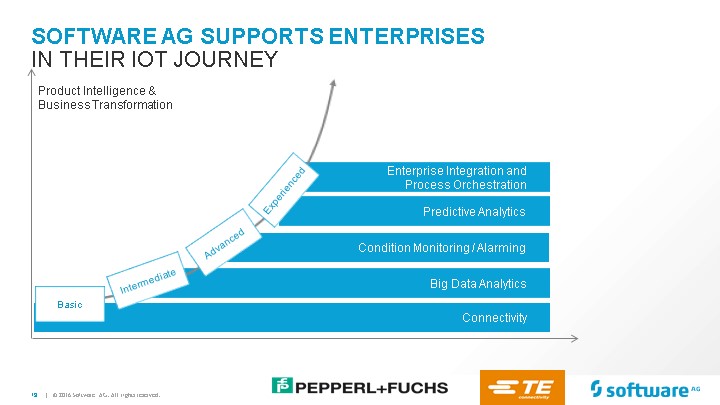 SOFTWARE AG SUPPORTS ENTERPRISES
IN THEIR IOT JOURNEY
Product Intelligence &
Business Transformation
Experienced
Enterprise Integration and
Process Orchestration
Predictive Analytics
Advanced
Condition Monitoring / Alarming
Intermediate
Big Data Analytics
Basic
Connectivity
| © 2016 Software AG. All rights reserved.
PEPPERL+FUCHS
TE
connectivity
software AG